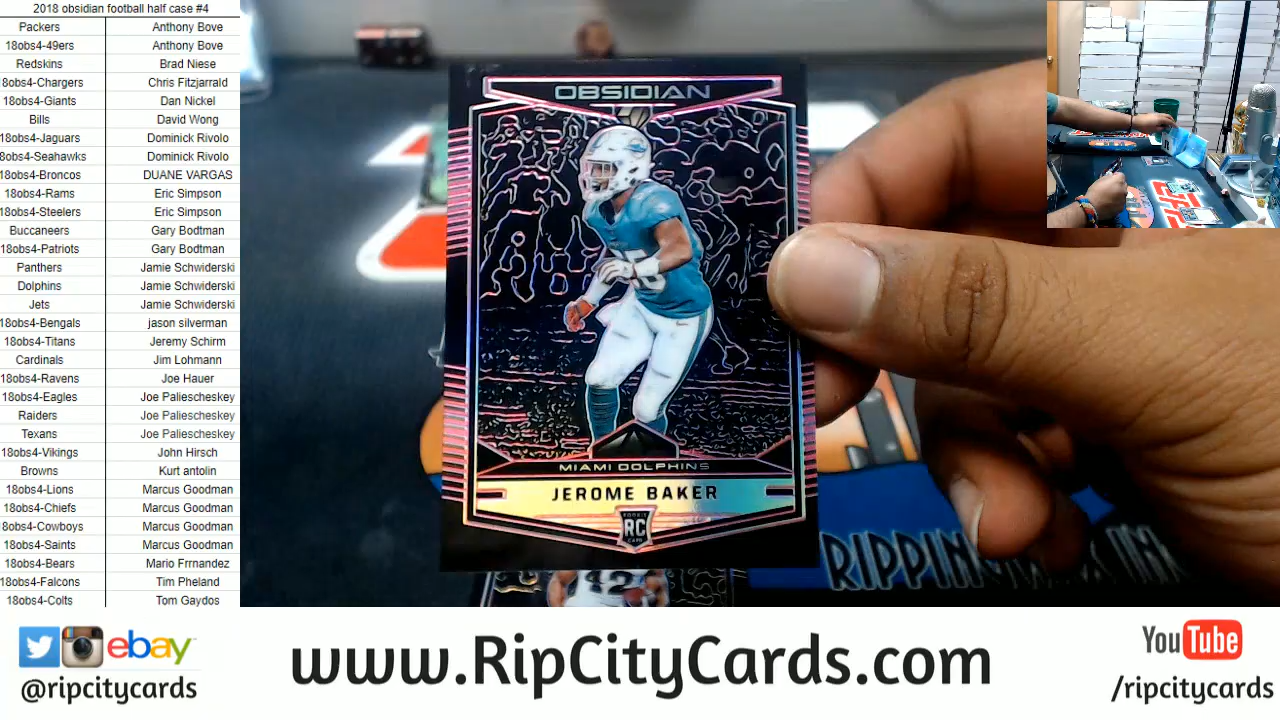 2018 obsidian football half case #4
Packers Anthony Bove
18obs4-49ers Anthony Bove
Redskins Brad Niese
8obs4-Chargers Chris Fitzjarrald
18obs4-Giants Dan Nickel
Bills David Wong
18obs4-Jaguars Dominick Rivolo
8obs4-Seahawks Dominick Rivolo
18obs4-Broncos DUANE VARGAS
18obs4-Rams Eric Simpson
18obs4-Steelers Eric Simpson
Buccaneers Gary Bodtman
18obs4-Patriots Gary Bodtman
Panthers Jamie Schwiderski
Dolphins Jamie Schwiderski
Jets Jamie Schwiderski
18obs4-Bengals jason silverman
18obs4-Titans Jeremy Schirm
Cardinals Jim Lohmann
18obs4-Ravens Joe Hauer
18obs4-Eagles Joe Paliescheskey
Raiders Joe Paliescheskey
Texans Joe Paliescheskey
18obs4-Vikings John Hirsch
Browns Kurt antolin
18obs4-Lions Marcus Goodman
18obs4-Chiefs Marcus Goodman
8obs4-Cowboys Marcus Goodman
18obs4-Saints Marcus Goodman
18obs4-Bears Mario Frrnandez
18obs4-Falcons Tim Pheland
18obs4-Colts Tom Gaydos
OBSIDIAN
MIAMI DOLPHINS
JEROME BAKER
ROOKIE
RC
CARD
42
RIPPIN
IN
ebay
@ripcitycards
www.RipCityCards.com
YouTube
/ripcitycards